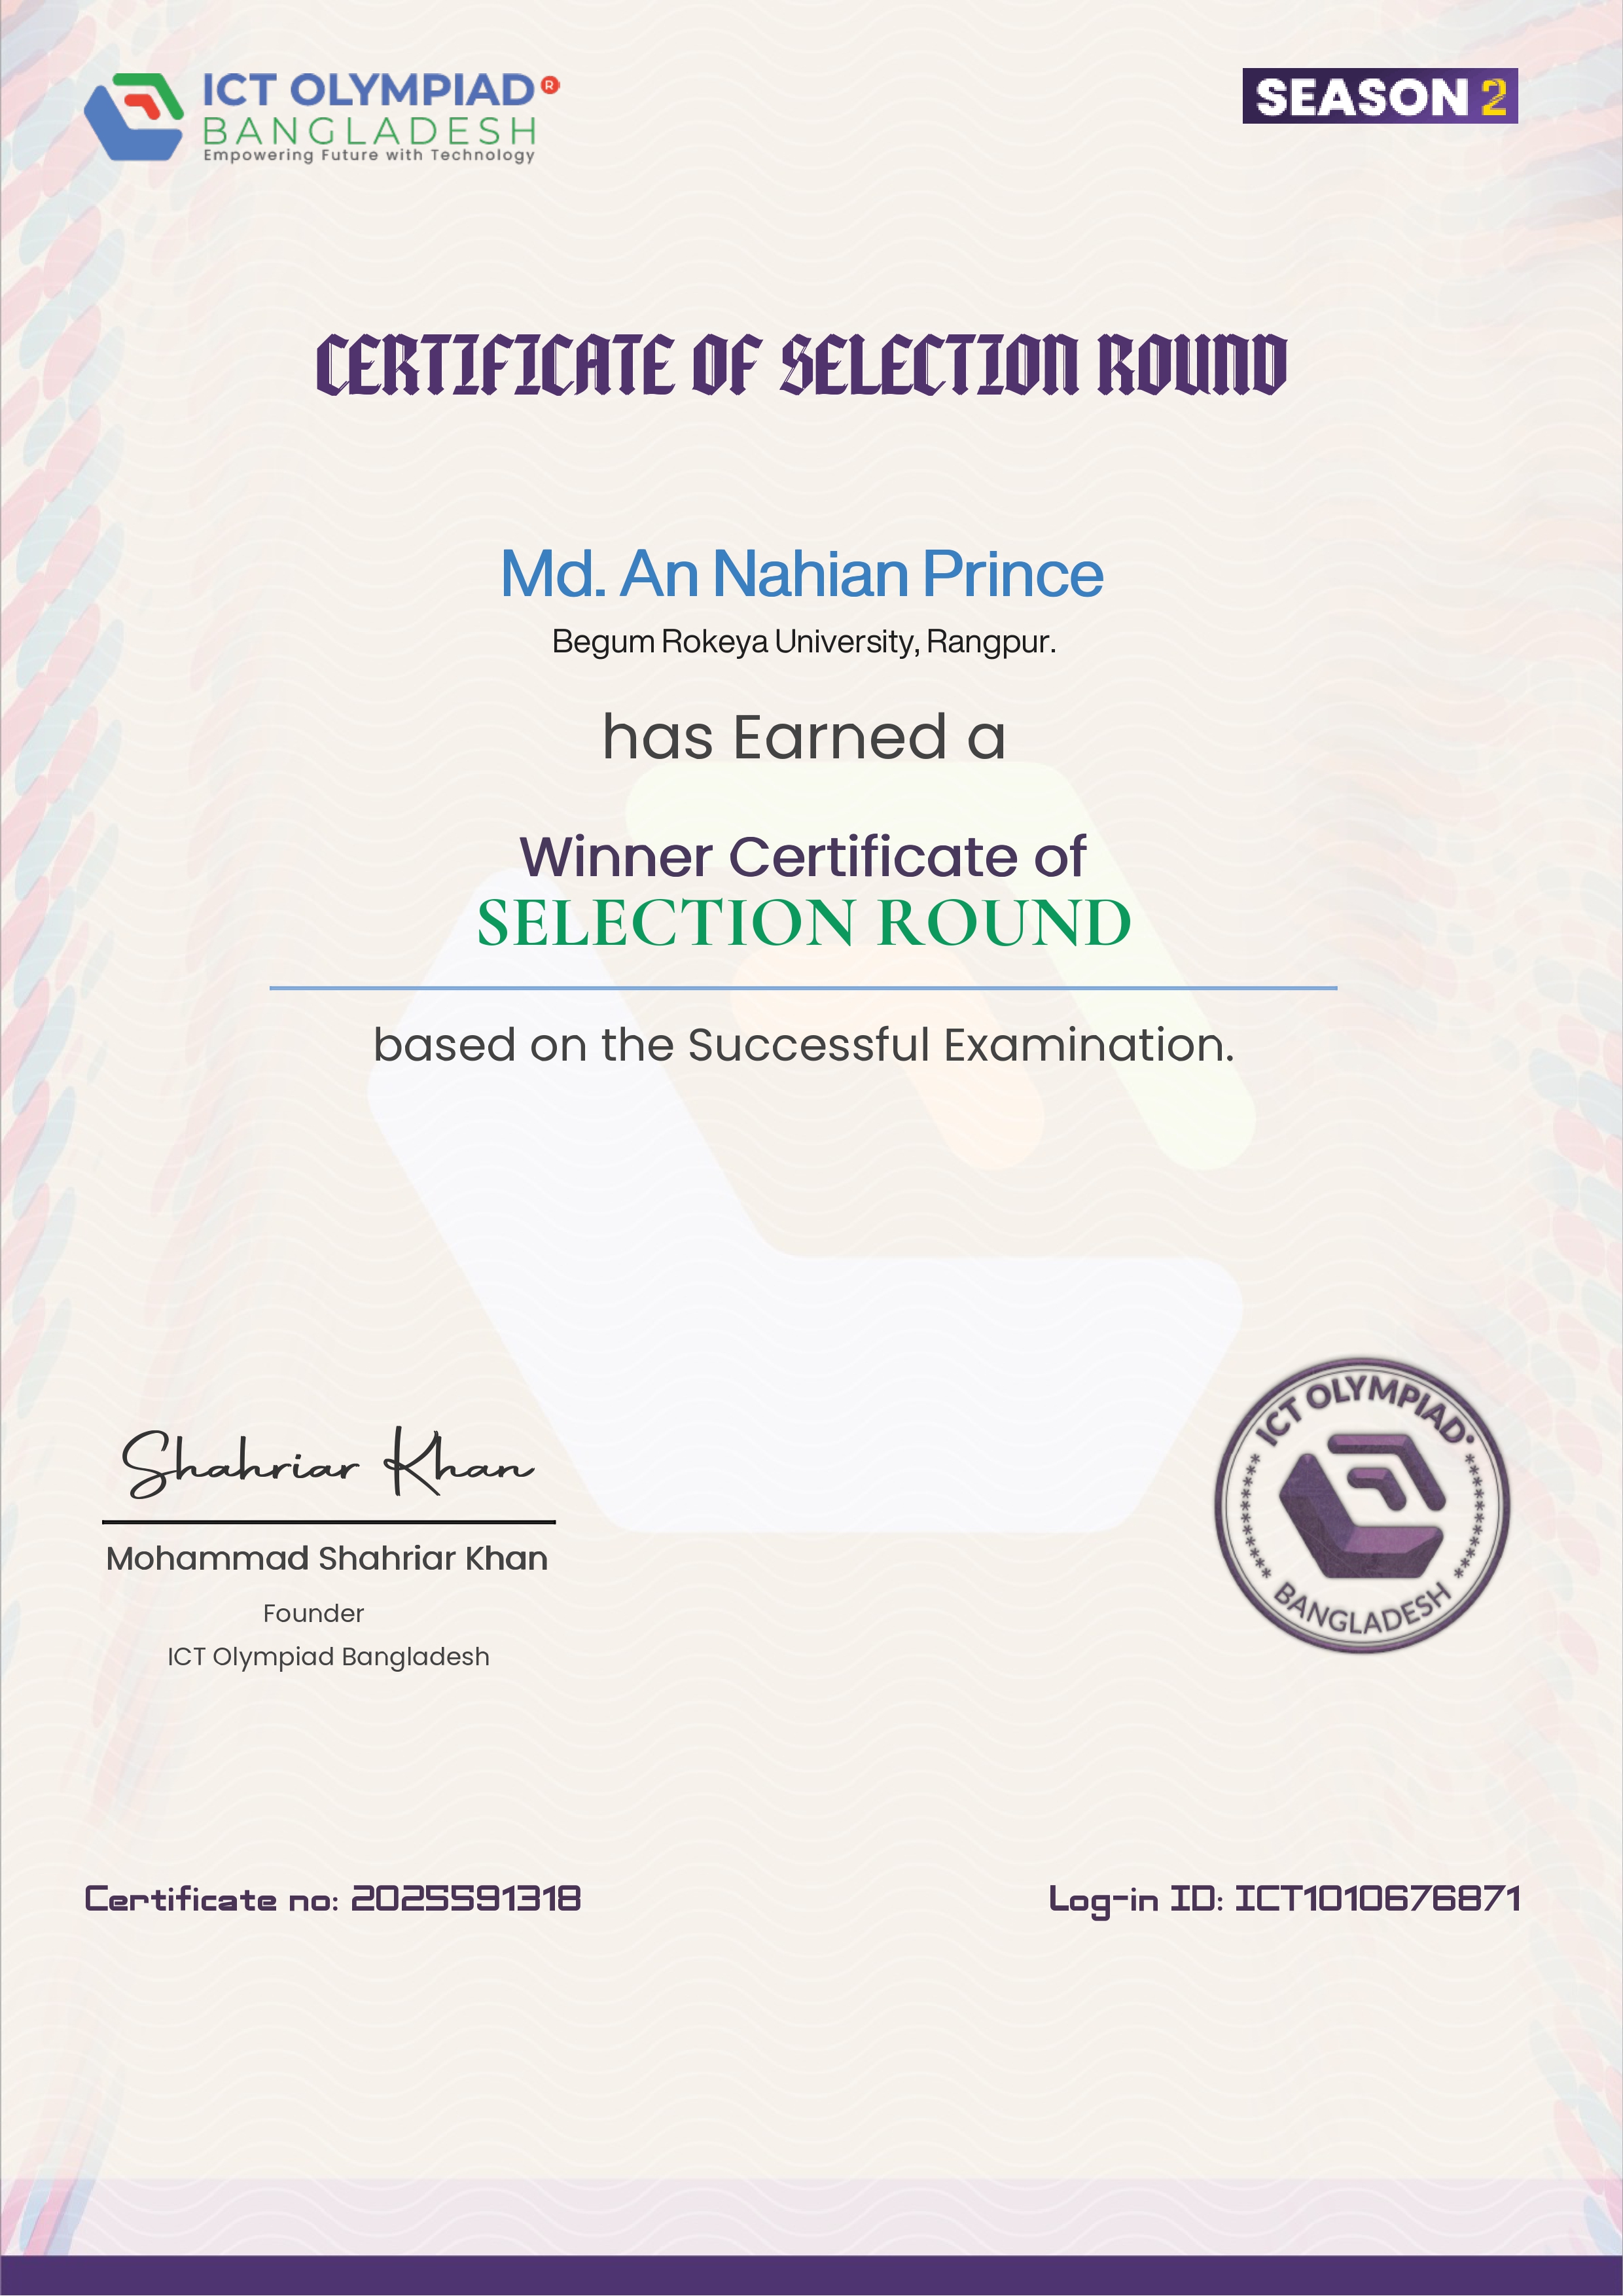 ICT OLYMPIAD ®
BANGLADESH
Empowering Future with Technology
SEASON 2
CERTIFICATE OF SELECTION ROUND
Md. An Nahian Prince
Begum Rokeya University, Rangpur.
has Earned a
Winner Certificate of
SELECTION ROUND
based on the Successful Examination.
Shahriar Khan
Mohammad Shahriar Khan
Founder
ICT Olympiad Bangladesh
ICT OLYMPIAD
BANGLADESH
Certificate no: 2025591318
Log-in ID: ICT1010676871